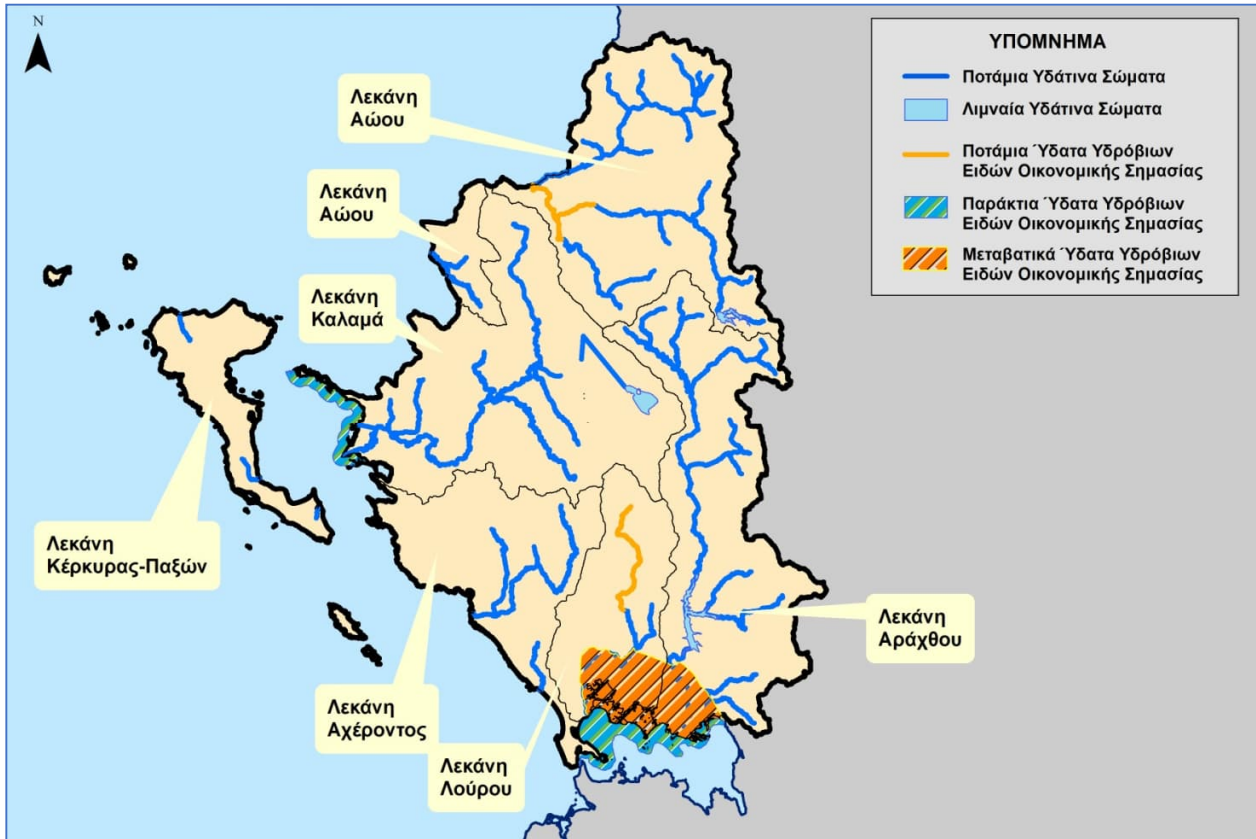 N
ΥΠΟΜΝΗΜΑ
Ποτάμια Υδάτινα Σώματα
Λιμναία Υδάτινα Σώματα
Ποτάμια Ύδατα Υδρόβιων
Ειδών Οικονομικής Σημασίας
Παράκτια Ύδατα Υδρόβιων
Ειδών Οικονομικής Σημασίας
Μεταβατικά Ύδατα Υδρόβιων
Ειδών Οικονομικής Σημασίας
Λεκάνη
Αώου
Λεκάνη
Αώου
Λεκάνη
Καλαμά
Λεκάνη
Κέρκυρας-Παξών
Λεκάνη
Αράχθου
Λεκάνη
Αχέροντος
Λεκάνη
Λούρου